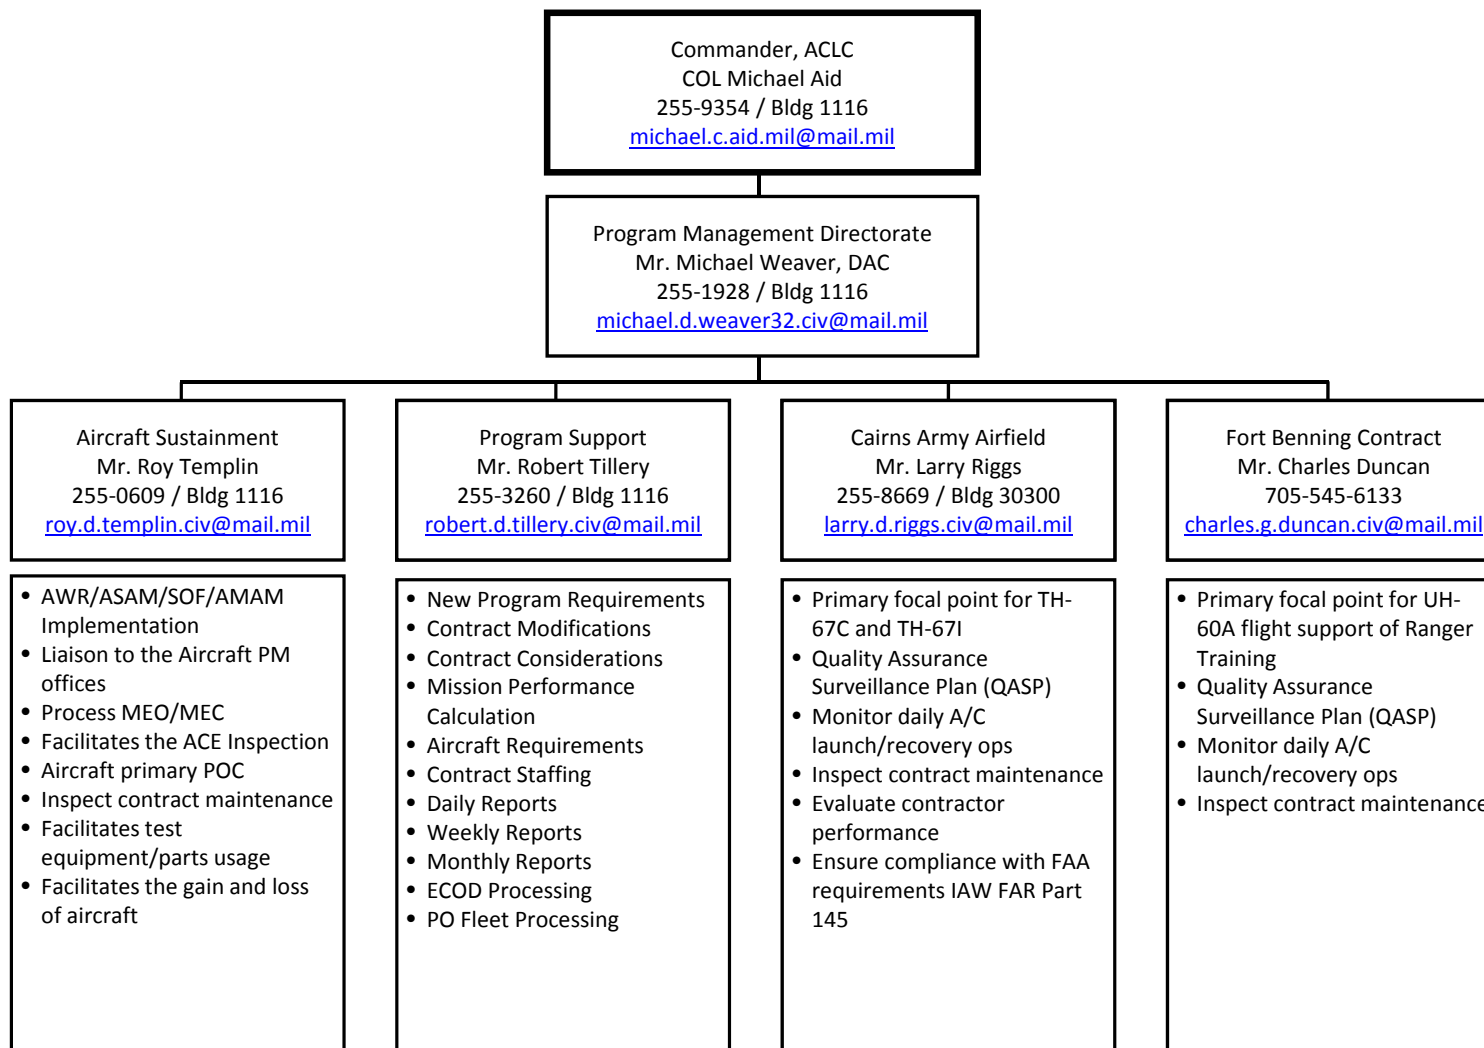 Commander, ACLC
COL Michael Aid
255-9354 / Bldg 1116
michael.c.aid.mil@mail.mil
Program Management Directorate
Mr. Michael Weaver, DAC
255-1928 / Bldg 1116
michael.d.weaver32.civ@mail.mil
Aircraft Sustainment
Mr. Roy Templin
255-0609 / Bldg 1116
roy.d.templin.civ@mail.mil
• AWR/ASAM/SOF/AMAM
Implementation
• Liaison to the Aircraft PM
offices
• Process MEO/MEC
• Facilitates the ACE Inspection
• Aircraft primary POC
• Inspect contract maintenance
• Facilitates test
equipment/parts usage
• Facilitates the gain and loss
of aircraft
Program Support
Mr. Robert Tillery
255-3260 / Bldg 1116
robert.d.tillery.civ@mail.mil
• New Program Requirements
• Contract Modifications
• Contract Considerations
• Mission Performance
Calculation
• Aircraft Requirements
• Contract Staffing
• Daily Reports
• Weekly Reports
• Monthly Reports
• ECOD Processing
• PO Fleet Processing
Cairns Army Airfield
Mr. Larry Riggs
255-8669 / Bldg 30300
larry.d.riggs.civ@mail.mil
• Primary focal point for TH-
67C and TH-67I
• Quality Assurance
Surveillance Plan (QASP)
• Monitor daily A/C
launch/recovery ops
• Inspect contract maintenance
• Evaluate contractor
performance
• Ensure compliance with FAA
requirements IAW FAR Part
145
Fort Benning Contract
Mr. Charles Duncan
705-545-6133
charles.g.duncan.civ@mail.mil
• Primary focal point for UH-
60A flight support of Ranger
Training
• Quality Assurance
Surveillance Plan (QASP)
• Monitor daily A/C
launch/recovery ops
• Inspect contract maintenance